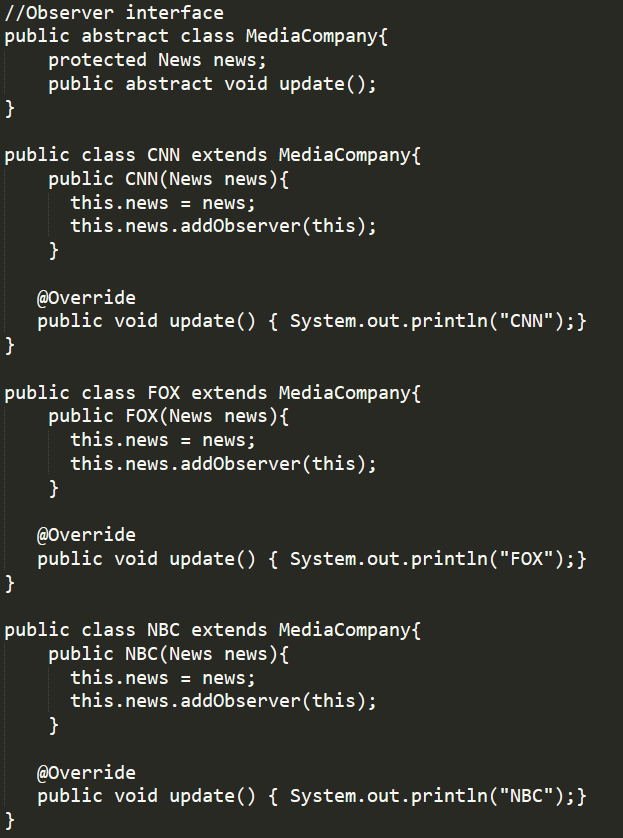 //Observer interface
public abstract class MediaCompany{
    protected News news;
    public abstract void update();
}

public class CNN extends MediaCompany{
    public CNN(News news){
      this.news = news;
      this.news.addObserver(this);
    }

   @Override
   public void update() { System.out.println("CNN");}
}

public class FOX extends MediaCompany{
    public FOX(News news){
      this.news = news;
      this.news.addObserver(this);
    }

   @Override
   public void update() { System.out.println("FOX");}
}

public class NBC extends MediaCompany{
    public NBC(News news){
      this.news = news;
      this.news.addObserver(this);
    }

   @Override
   public void update() { System.out.println("NBC");}
}